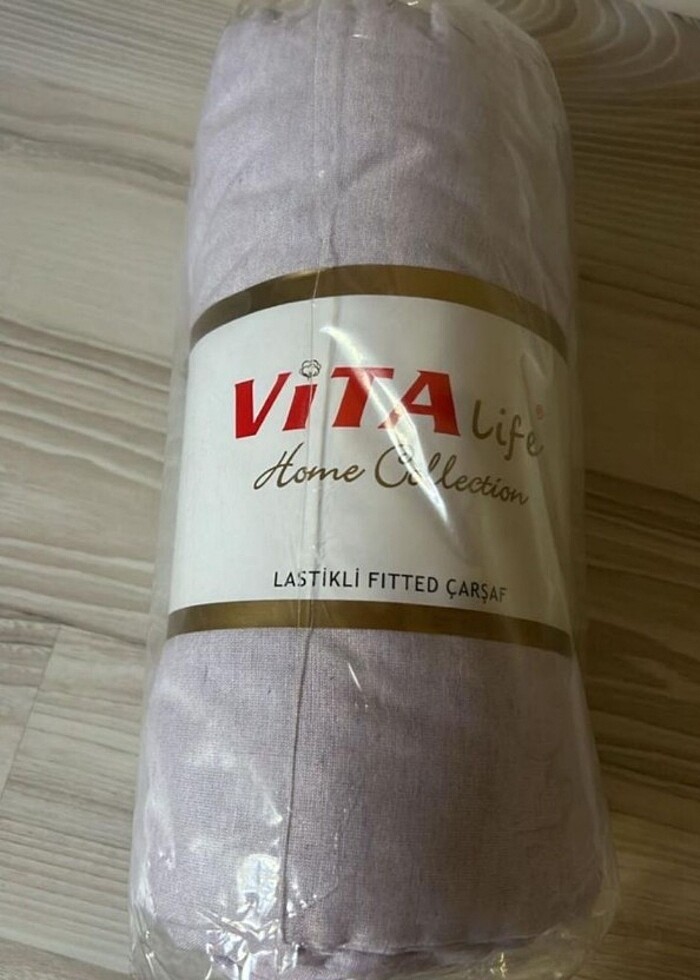 ViTA Life®
Home Collection
LASTİKLİ FITTED ÇARŞAF